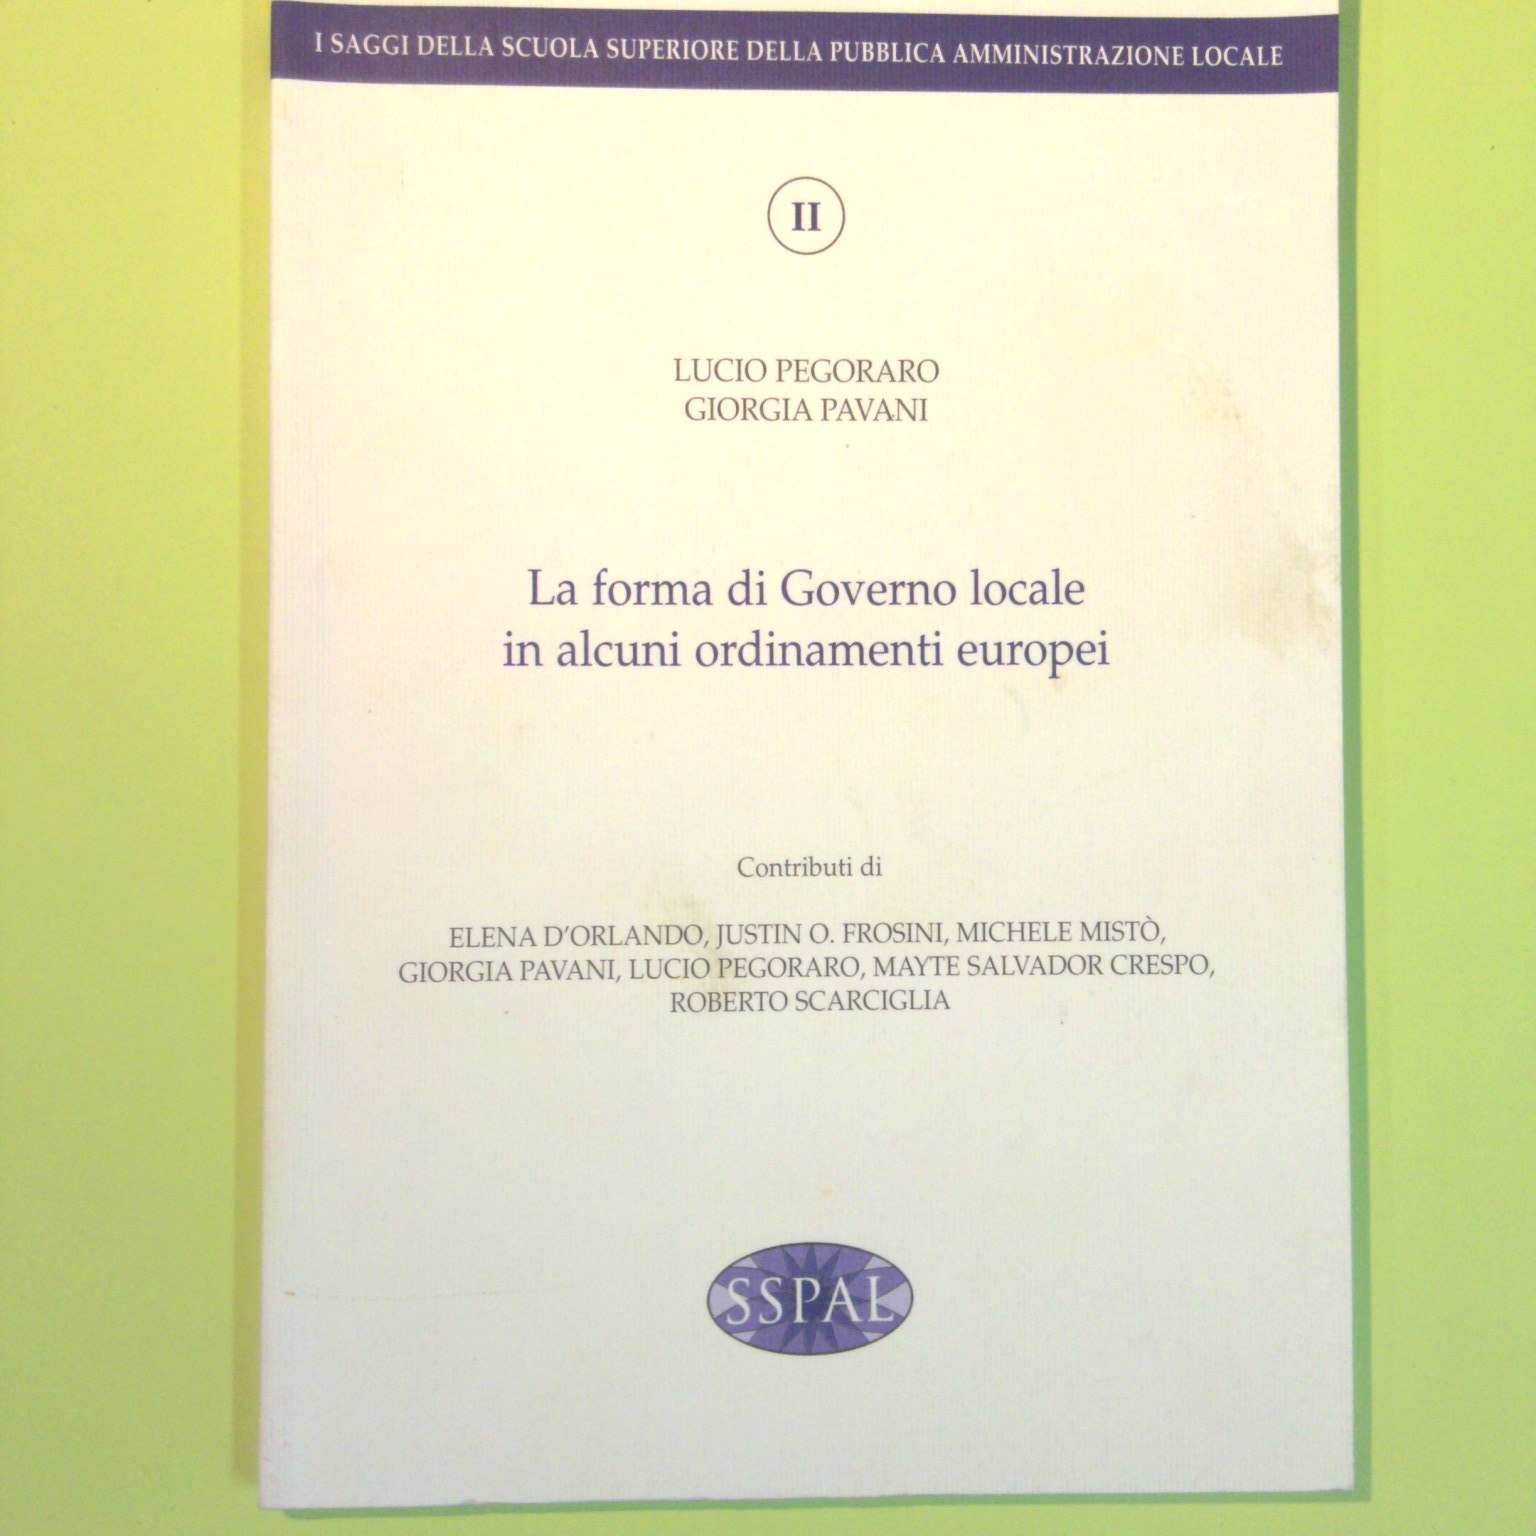 I SAGGI DELLA SCUOLA SUPERIORE DELLA PUBBLICA AMMINISTRAZIONE LOCALE
II
LUCIO PEGORARO
GIORGIA PAVANI
La forma di Governo locale
in alcuni ordinamenti europei
Contributi di
ELENA D'ORLANDO, JUSTIN O. FROSINI, MICHELE MISTÒ,
GIORGIA PAVANI, LUCIO PEGORARO, MAYTE SALVADOR CRESPO,
ROBERTO SCARCIGLIA
SSPAL